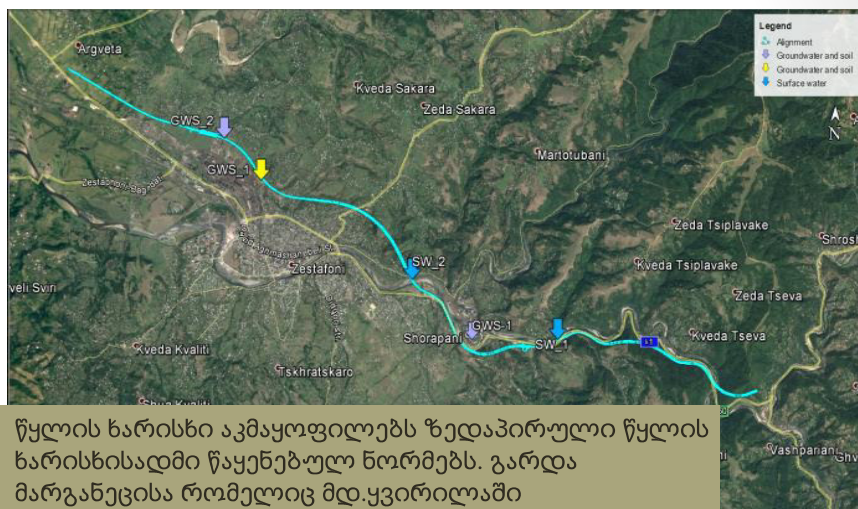 Legend
Alignment
Groundwater and soil
Groundwater and soil
Surface water
N
Argveta
Kveda Sakara
Zeda Sakara
GWS_2
GWS_1
Martotubani
Zeda Tsiplavake
Kveda Tsiplavake
Zeda Tseva
Kveda Tseva
SW_2
Zestafoni
veli Sviri
Shorapani
GWS-1
SW_1
Kveda Kvaliti
Tskhratskaro
Vashpariani
წყლის ხარისხი აკმაყოფილებს ზედაპირული წყლის
ხარისხისადმი წაყენებულ ნორმებს. გარდა
მარგანეცისა რომელიც მდ.ყვირილაში